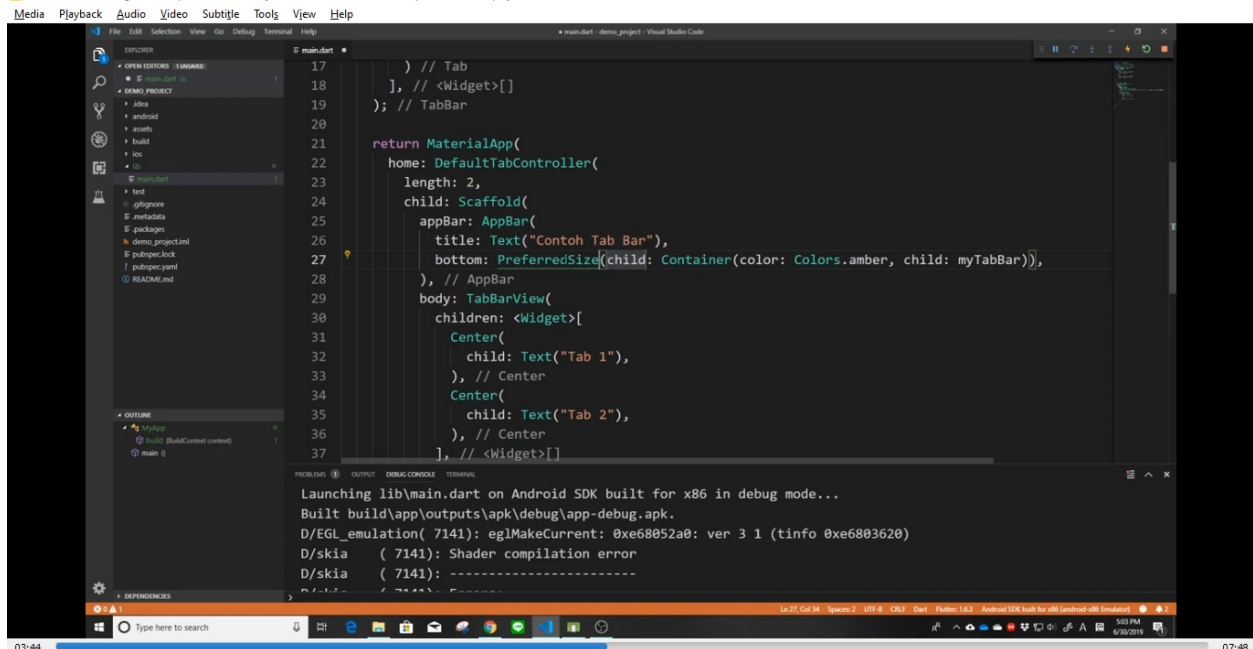 Media Playback Audio Video Subtitle Tools View Help
File Edit Selection View Go Debug Terminal Help
● main.dart - demo_project - Visual Studio Code
EXPLORER
OPEN EDITORS 1 UNSAVED
main.dart lib 1
DEMO_PROJECT
.idea
android
assets
build
ios
lib
main.dart 1
test
.gitignore
.metadata
.packages
demo_project.iml
pubspec.lock
pubspec.yaml
README.md
OUTLINE
MyApp
build (BuildContext context) 1
main ()
DEPENDENCIES
main.dart ●
17 ) // Tab
18 ], // <Widget>[]
19 ); // TabBar
20
21 return MaterialApp(
22 home: DefaultTabController(
23 length: 2,
24 child: Scaffold(
25 appBar: AppBar(
26 title: Text("Contoh Tab Bar"),
27 bottom: PreferredSize(child: Container(color: Colors.amber, child: myTabBar)),
28 ), // AppBar
29 body: TabBarView(
30 children: <Widget>[
31 Center(
32 child: Text("Tab 1"),
33 ), // Center
34 Center(
35 child: Text("Tab 2"),
36 ), // Center
37 ], // <Widget>[]
PROBLEMS 1 OUTPUT DEBUG CONSOLE TERMINAL
Launching lib\main.dart on Android SDK built for x86 in debug mode...
Built build\app\outputs\apk\debug\app-debug.apk.
D/EGL_emulation( 7141): eglMakeCurrent: 0xe68052a0: ver 3 1 (tinfo 0xe6803620)
D/skia ( 7141): Shader compilation error
D/skia ( 7141): ------------------------
0 1
Ln 27, Col 34 Spaces: 2 UTF-8 CRLF Dart Flutter: 1.6.3 Android SDK built for x86 (android-x86 Emulator) 2
Type here to search
5:03 PM
6/30/2019
03:44 07:48